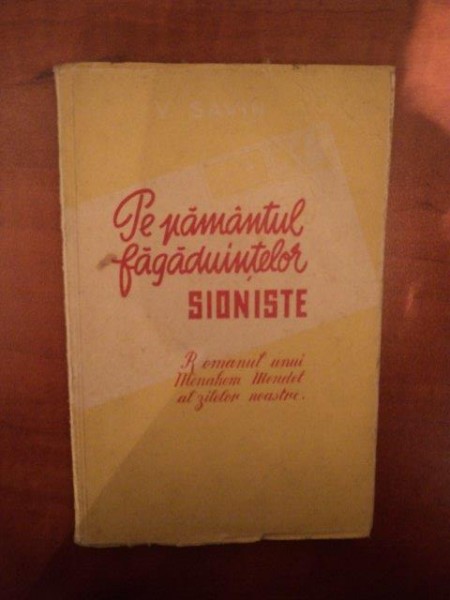 V. SAVIN
Pe pământul
făgăduințelor
SIONISTE
Romanul unui
Menahem Mendel
al zilelor noastre.